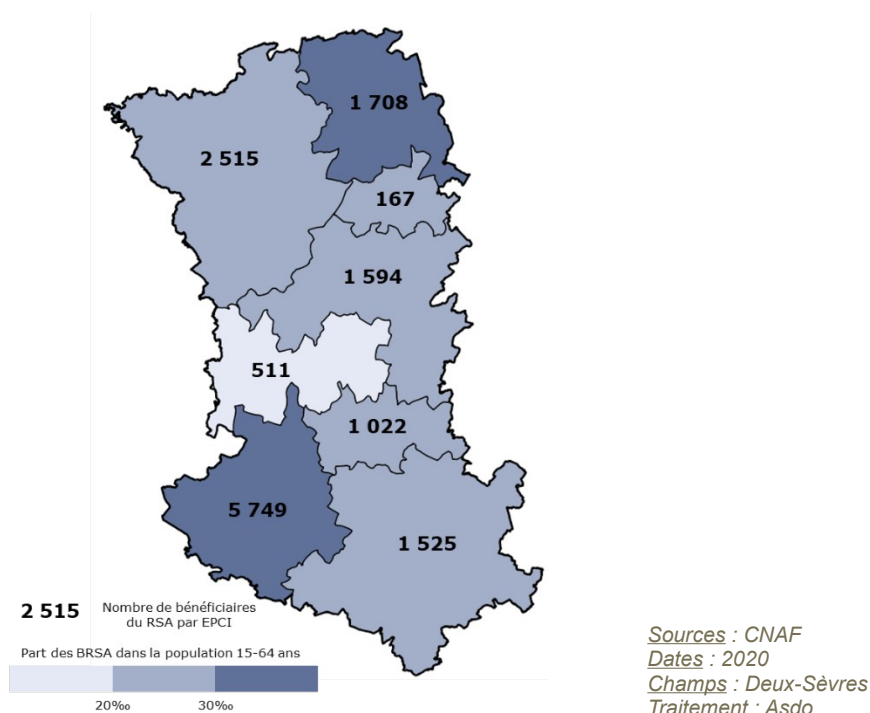 1 708
2 515
167
1 594
511
1 022
5 749
1 525
2 515 Nombre de bénéficiaires
du RSA par EPCI
Part des BRSA dans la population 15-64 ans
20‰ 30‰
Sources : CNAF
Dates : 2020
Champs : Deux-Sèvres
Traitement : Asdo